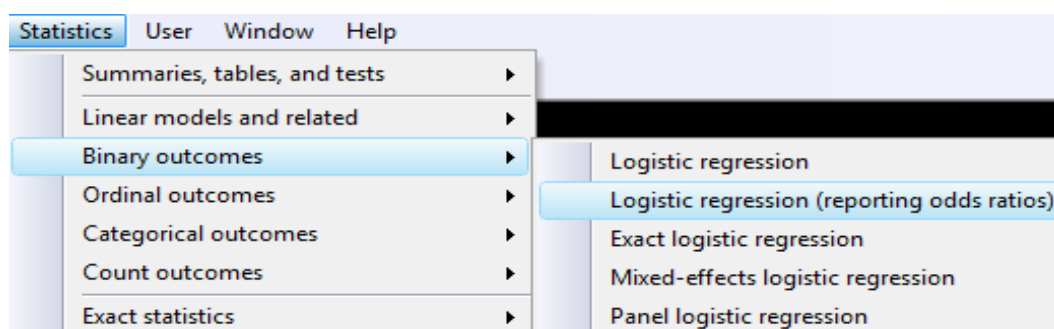 Statistics User Window Help
Summaries, tables, and tests
Linear models and related
Binary outcomes
Ordinal outcomes
Categorical outcomes
Count outcomes
Exact statistics
Logistic regression
Logistic regression (reporting odds ratios)
Exact logistic regression
Mixed-effects logistic regression
Panel logistic regression